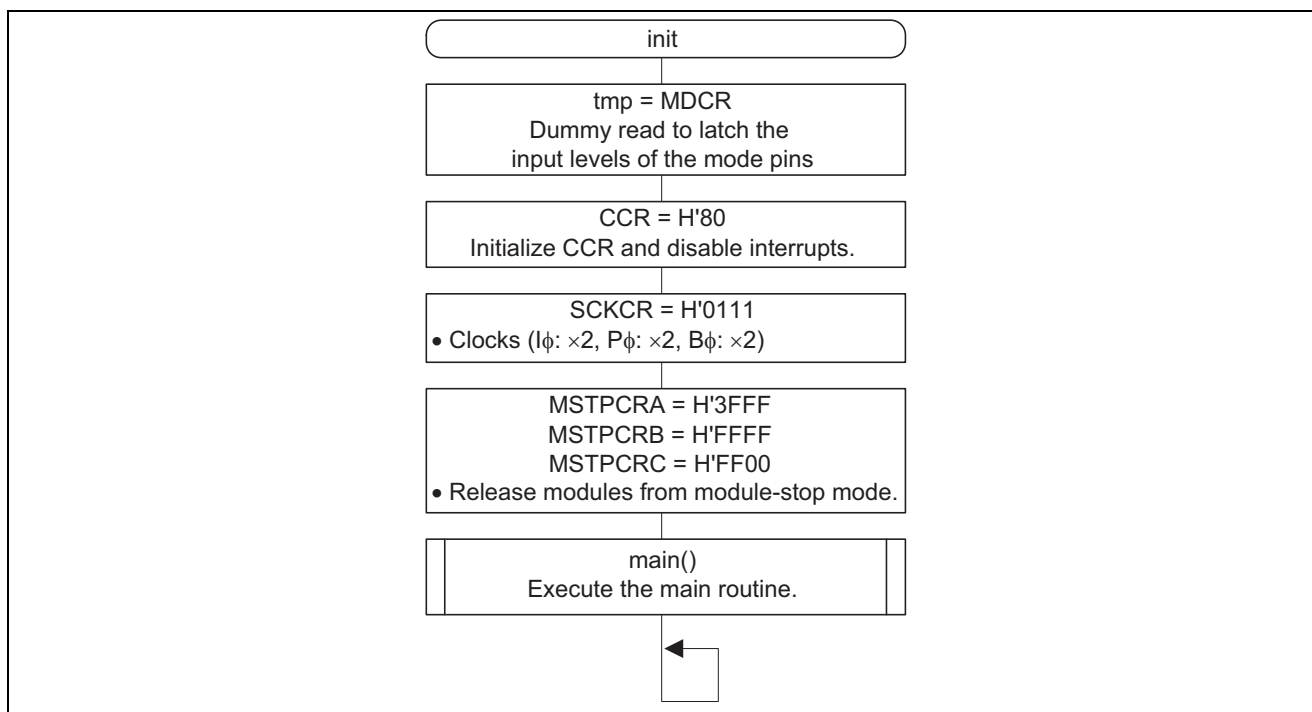 init
tmp = MDCR
Dummy read to latch the
input levels of the mode pins
CCR = H'80
Initialize CCR and disable interrupts.
SCKCR = H'0111
• Clocks (Iϕ: ×2, Pϕ: ×2, Bϕ: ×2)
MSTPCRA = H'3FFF
MSTPCRB = H'FFFF
MSTPCRC = H'FF00
• Release modules from module-stop mode.
main()
Execute the main routine.